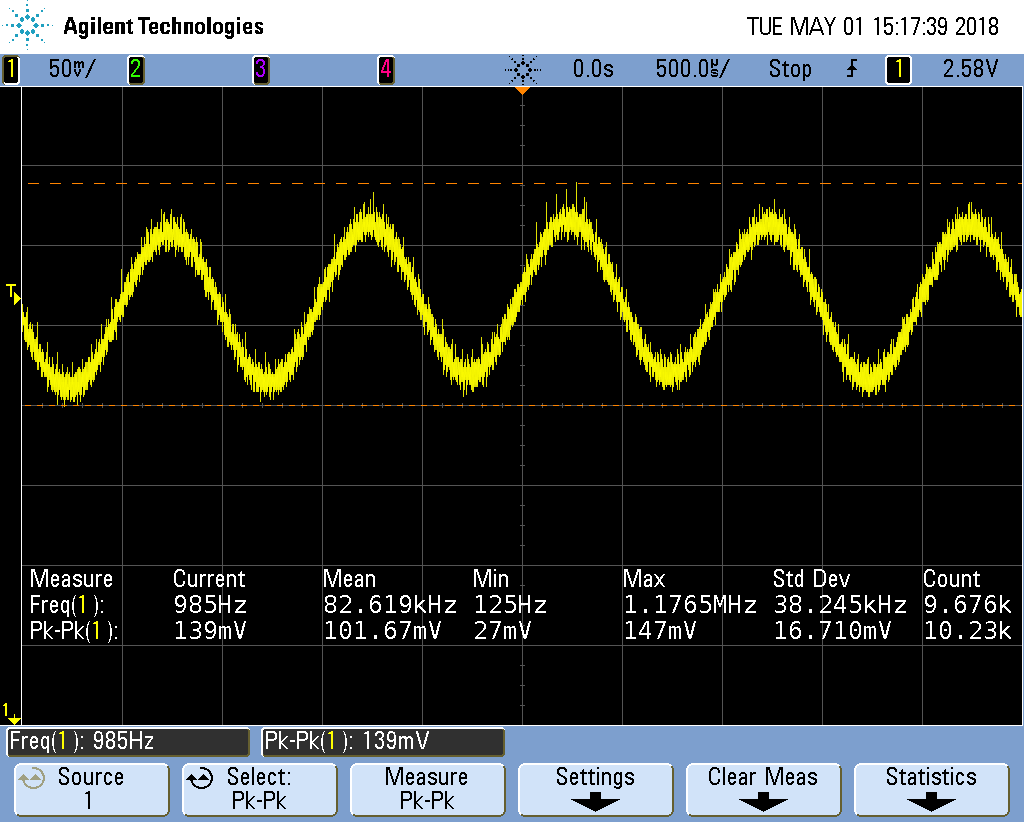 Agilent Technologies TUE MAY 01 15:17:39 2018
1 50mV/ 2 3 4 0.0s 500.0µs/ Stop 1 2.58V
T
Measure Current Mean Min Max Std Dev Count
Freq(1): 985Hz 82.619kHz 125Hz 1.1765MHz 38.245kHz 9.676k
Pk-Pk(1): 139mV 101.67mV 27mV 147mV 16.710mV 10.23k
1
Freq(1): 985Hz Pk-Pk(1): 139mV
Source Select: Measure Settings Clear Meas Statistics
1 Pk-Pk Pk-Pk